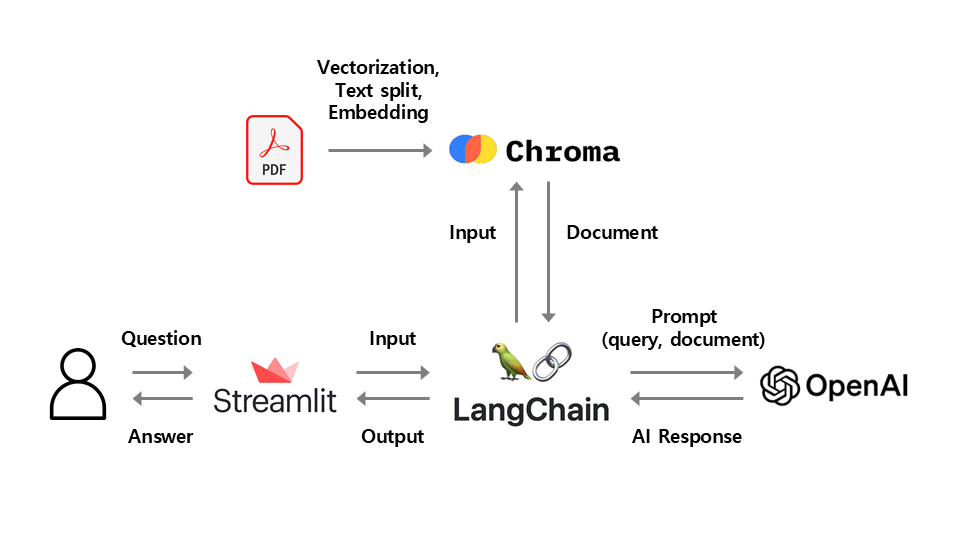 Vectorization,
Text split,
Embedding
PDF
Chroma
Input
Document
Question
Input
Prompt
(query, document)
Streamlit
LangChain
OpenAI
Answer
Output
AI Response